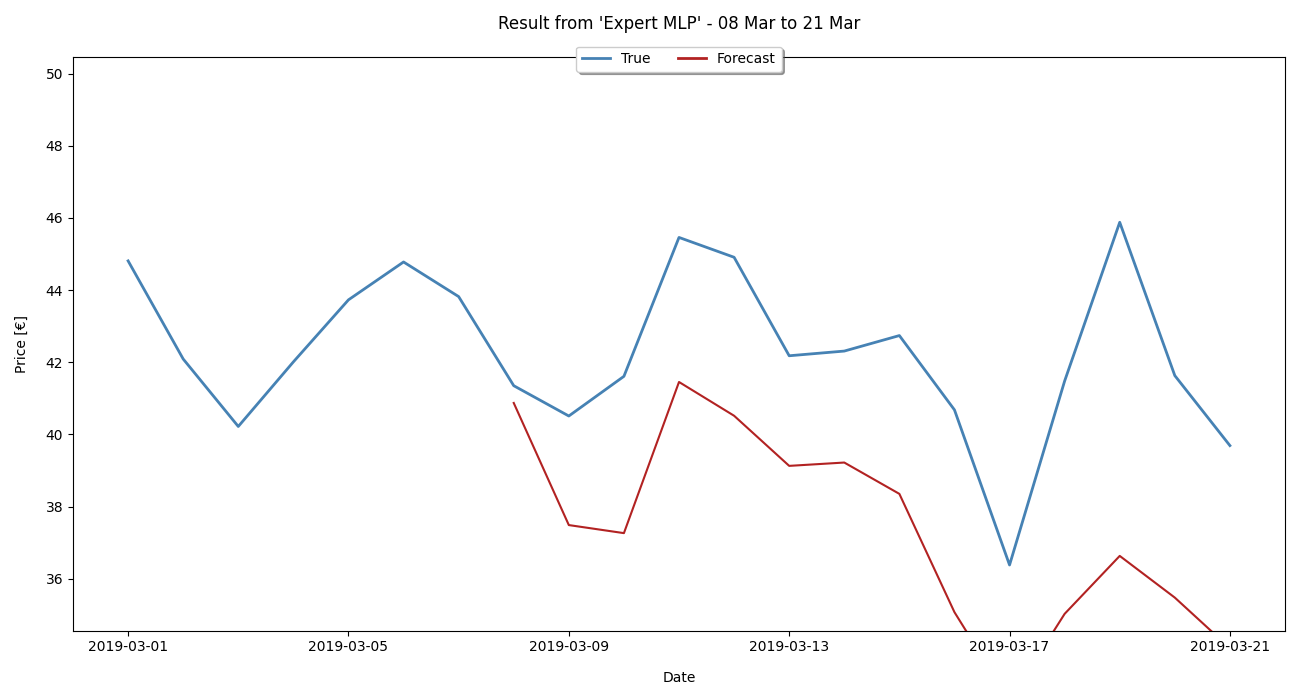 Result from 'Expert MLP' - 08 Mar to 21 Mar
True Forecast
50
48
46
44
42
40
38
36
Price [€]
2019-03-01 2019-03-05 2019-03-09 2019-03-13 2019-03-17 2019-03-21
Date